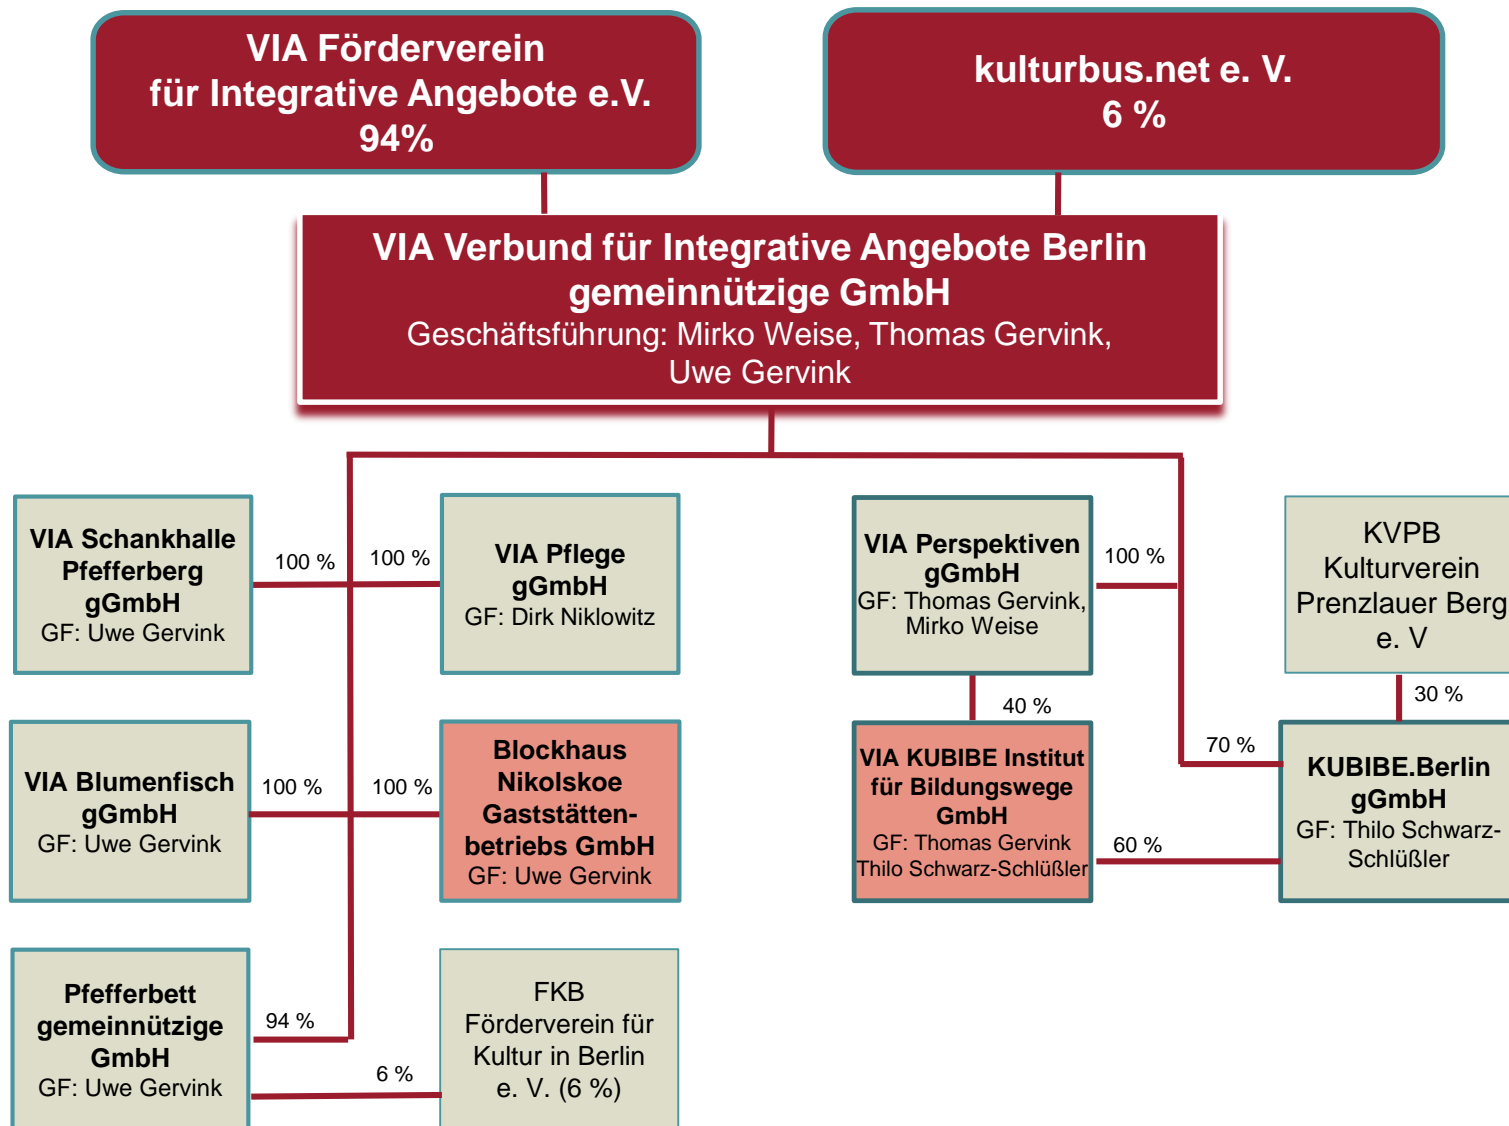 VIA Förderverein
für Integrative Angebote e.V.
94%
kulturbus.net e. V.
6 %
VIA Verbund für Integrative Angebote Berlin
gemeinnützige GmbH
Geschäftsführung: Mirko Weise, Thomas Gervink,
Uwe Gervink
VIA Schankhalle
Pfefferberg
gGmbH
GF: Uwe Gervink
100 %
100 %
VIA Pflege
gGmbH
GF: Dirk Niklowitz
VIA Perspektiven
gGmbH
GF: Thomas Gervink,
Mirko Weise
100 %
KVPB
Kulturverein
Prenzlauer Berg
e. V
40 %
30 %
VIA Blumenfisch
gGmbH
GF: Uwe Gervink
100 %
100 %
Blockhaus
Nikolskoe
Gaststätten-
betriebs GmbH
GF: Uwe Gervink
VIA KUBIBE Institut
für Bildungswege
GmbH
GF: Thomas Gervink
Thilo Schwarz-Schlüßler
70 %
60 %
KUBIBE.Berlin
gGmbH
GF: Thilo Schwarz-
Schlüßler
Pfefferbett
gemeinnützige
GmbH
GF: Uwe Gervink
94 %
6 %
FKB
Förderverein für
Kultur in Berlin
e. V. (6 %)